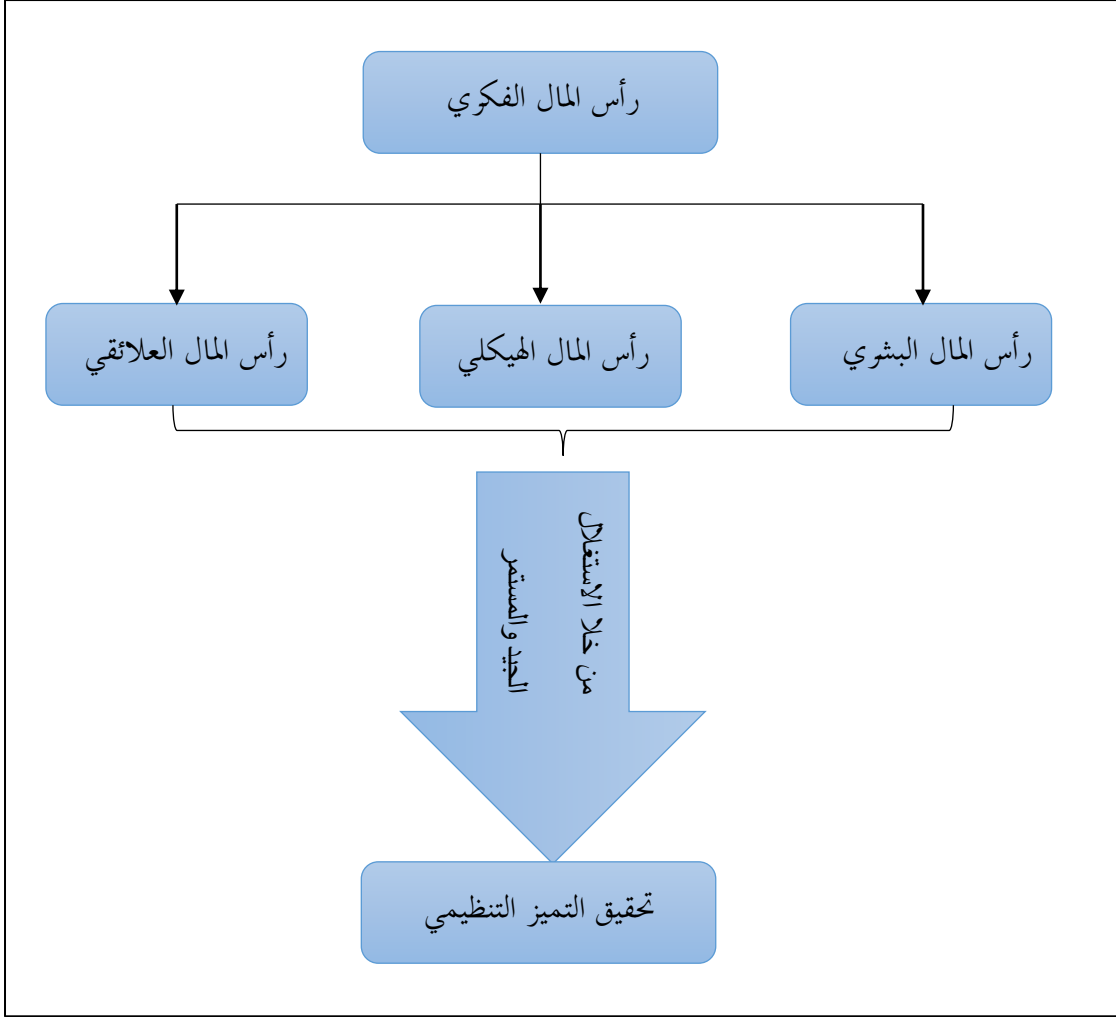 رأس المال الفكري
رأس المال البشري
رأس المال الهيكلي
رأس المال العلائقي
من خلا الاستغلال
الجيد والمستمر
تحقيق التميز التنظيمي